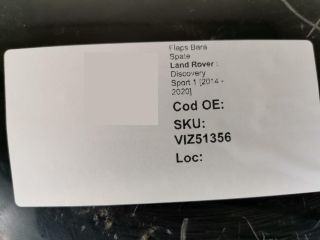 Flaps Bara
Spate
Land Rover :
Discovery
Sport 1 [2014 -
2020]
Cod OE:
SKU:
VIZ51356
Loc: